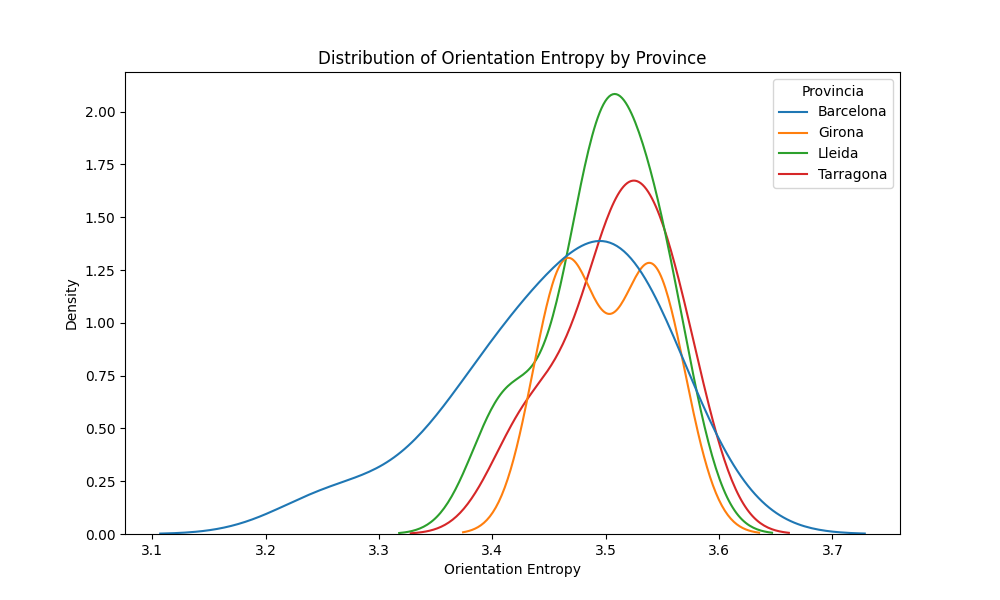 Distribution of Orientation Entropy by Province
Provincia
Barcelona
Girona
Lleida
Tarragona
Density
2.00
1.75
1.50
1.25
1.00
0.75
0.50
0.25
0.00
3.1 3.2 3.3 3.4 3.5 3.6 3.7
Orientation Entropy